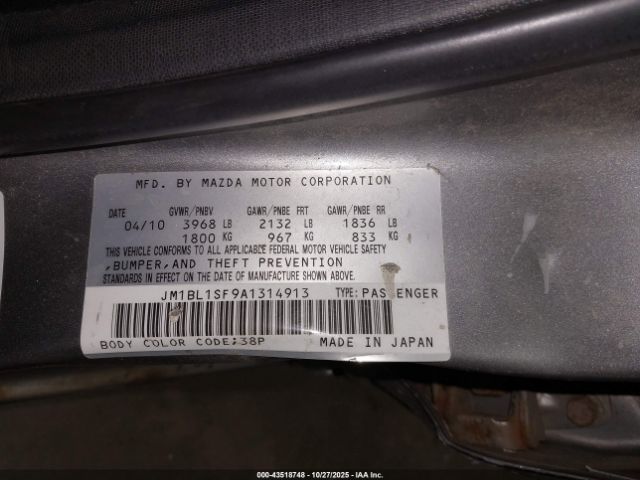 MFD. BY MAZDA MOTOR CORPORATION
DATE GVWR/PNBV GAWR/PNBE FRT GAWR/PNBE RR
04/10 3968 LB 2132 LB 1836 LB
1800 KG 967 KG 833 KG
THIS VEHICLE CONFORMS TO ALL APPLICABLE FEDERAL MOTOR VEHICLE SAFETY
,BUMPER,AND THEFT PREVENTION
STANDARDS IN EFFECT ON THE DATE OF MANUFACTURE SHOWN ABOVE.
JM1BL1SF9A1314913 TYPE: PASSENGER
BODY COLOR CODE:38P MADE IN JAPAN
000-43518748 - 10/27/2025 - IAA Inc.